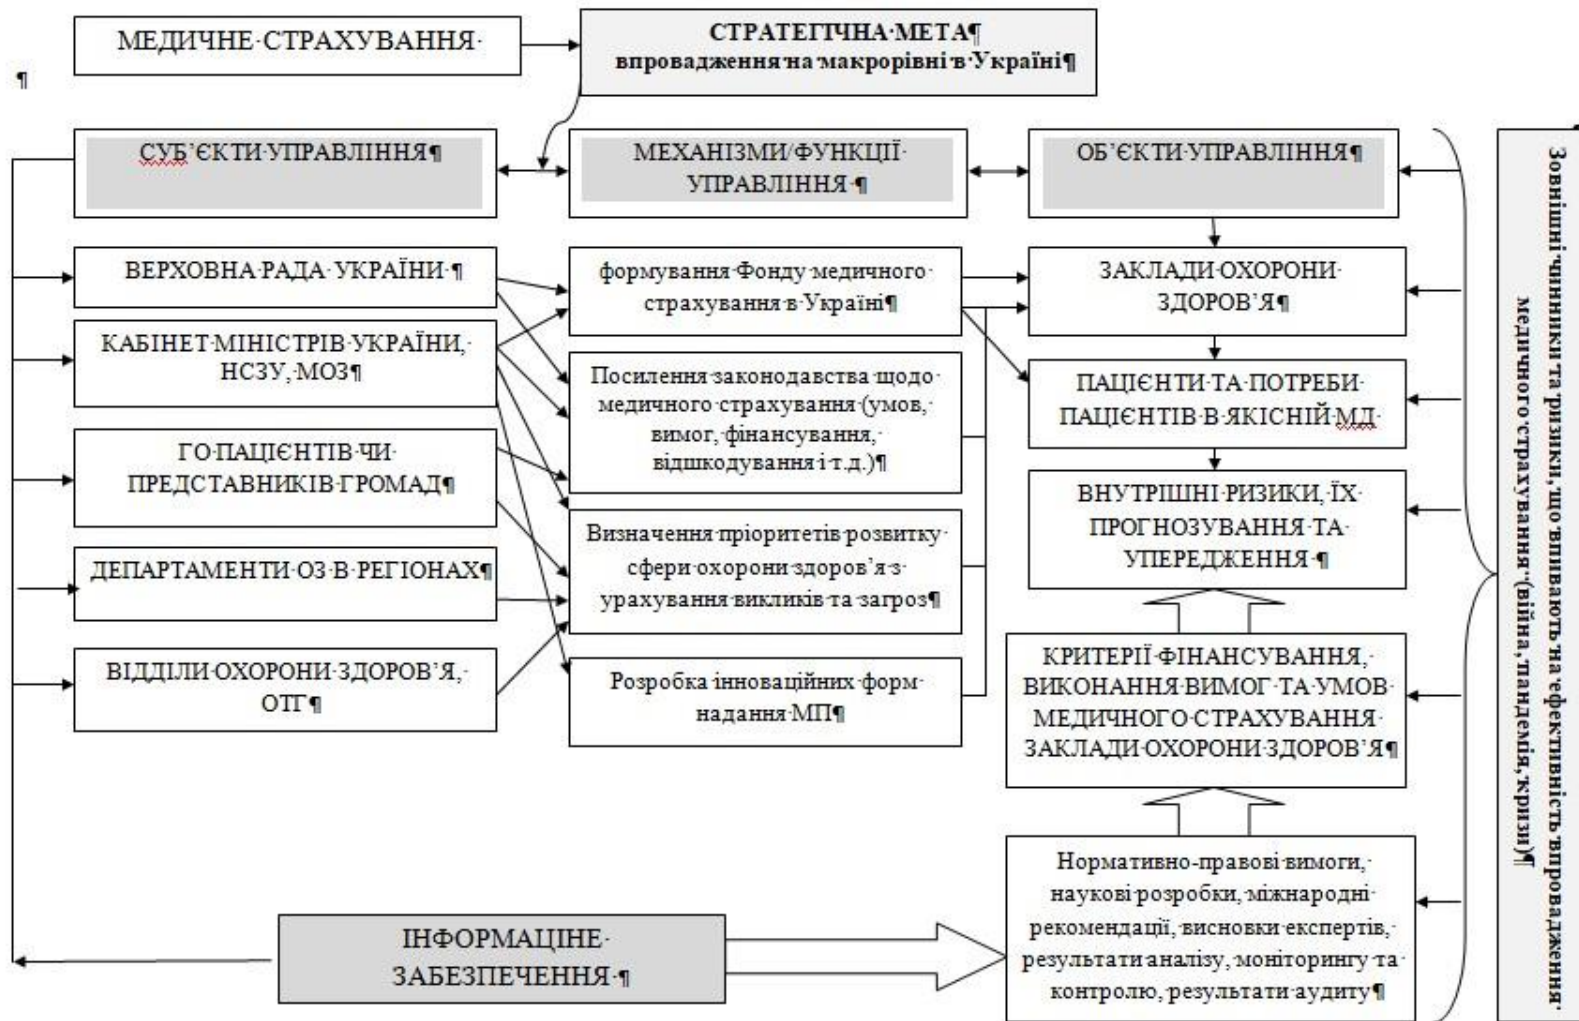 МЕДИЧНЕ·СТРАХУВАННЯ·
¶
СТРАТЕГІЧНА·МЕТА¶
впровадження·на·макрорівні·в·Україні¶
СУБ’ЄКТИ·УПРАВЛІННЯ¶
МЕХАНІЗМИ/ФУНКЦІЇ·
УПРАВЛІННЯ·¶
ОБ’ЄКТИ·УПРАВЛІННЯ¶
ВЕРХОВНА·РАДА·УКРАЇНИ·¶
КАБІНЕТ·МІНІСТРІВ·УКРАЇНИ,·
НСЗУ,·МОЗ¶
ГО·ПАЦІЄНТІВ·ЧИ·
ПРЕДСТАВНИКІВ·ГРОМАД¶
ДЕПАРТАМЕНТИ·ОЗ·В·РЕГІОНАХ¶
ВІДДІЛИ·ОХОРОНИ·ЗДОРОВ’Я,·
ОТГ¶
формування·Фонду·медичного·
страхування·в·Україні¶
Посилення·законодавства·щодо·
медичного·страхування·(умов,·
вимог,·фінансування,·
відшкодування·і·т.д.)¶
Визначення·пріоритетів·розвитку·
сфери·охорони·здоров’я·з·
урахування·викликів·та·загроз¶
Розробка·інноваційних·форм·
надання·МП¶
ЗАКЛАДИ·ОХОРОНИ·
ЗДОРОВ’Я¶
ПАЦІЄНТИ·ТА·ПОТРЕБИ·
ПАЦІЄНТІВ·В·ЯКІСНІЙ·МД
ВНУТРІШНІ·РИЗИКИ,·ЇХ·
ПРОГНОЗУВАННЯ·ТА·
УПЕРЕДЖЕННЯ·¶
КРИТЕРІЇ·ФІНАНСУВАННЯ,·
ВИКОНАННЯ·ВИМОГ·ТА·УМОВ·
МЕДИЧНОГО·СТРАХУВАННЯ·
ЗАКЛАДИ·ОХОРОНИ·ЗДОРОВ’Я¶
Нормативно-правові·вимоги,·
наукові·розробки,·міжнародні·
рекомендації,·висновки·експертів,·
результати·аналізу,·моніторингу·та·
контролю,·результати·аудиту¶
ІНФОРМАЦІНЕ·
ЗАБЕЗПЕЧЕННЯ·¶
Зовнішні·чинники·та·ризики,·що·впивають·на·ефективність·впровадження·
медичного·страхування··(війна,·пандемія,·кризи)¶